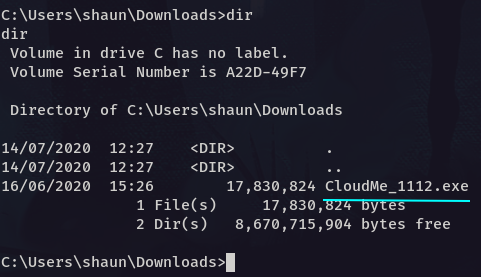 C:\Users\shaun\Downloads>dir
dir
 Volume in drive C has no label.
 Volume Serial Number is A22D-49F7

 Directory of C:\Users\shaun\Downloads

14/07/2020  12:27    <DIR>          .
14/07/2020  12:27    <DIR>          ..
16/06/2020  15:26        17,830,824 CloudMe_1112.exe
               1 File(s)     17,830,824 bytes
               2 Dir(s)   8,670,715,904 bytes free

C:\Users\shaun\Downloads>